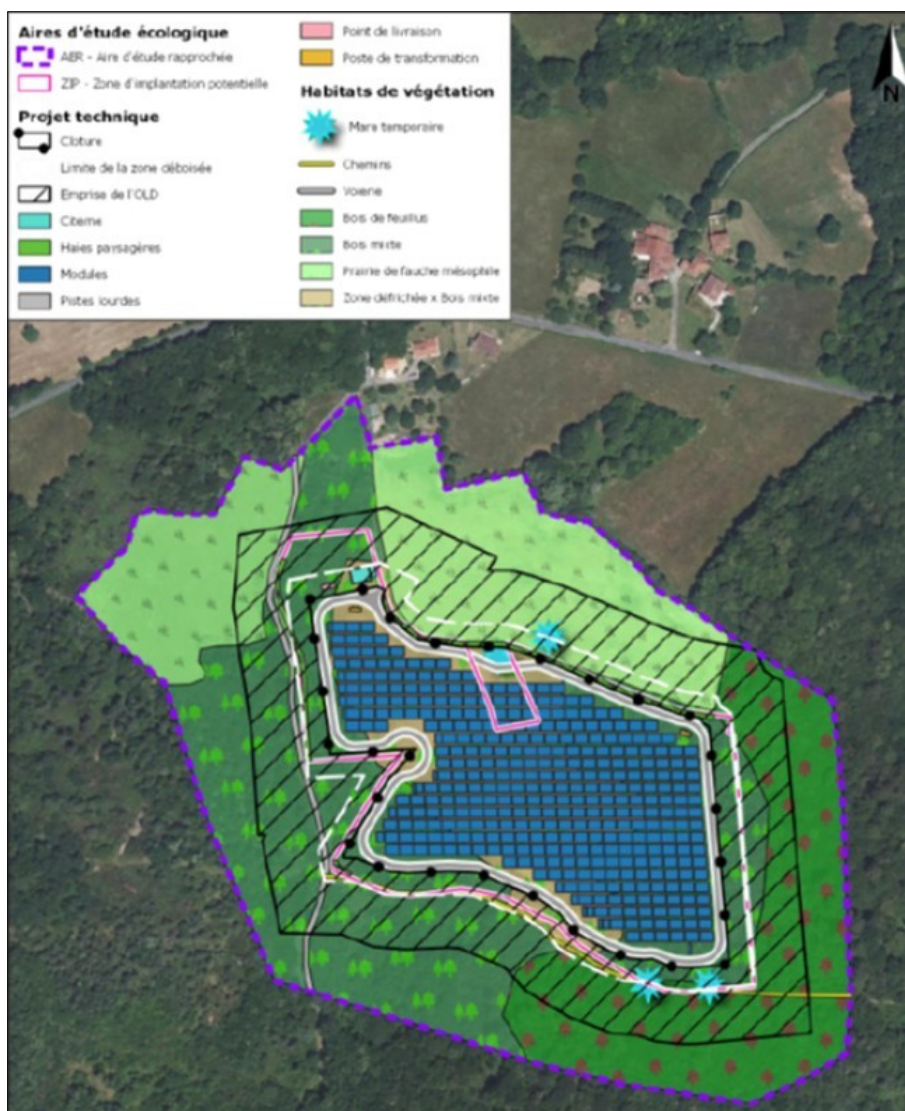 Aires d'étude écologique
AER - Aire d'étude rapprochée
ZIP - Zone d'implantation potentielle
Projet technique
Cloture
Limite de la zone déboisée
Emprise de l'OLD
Citerne
Haies paysagères
Modules
Pistes lourdes
Point de livraison
Poste de transformation
Habitats de végétation
Mare temporaire
Chemins
Voierie
Bois de feuillus
Bois mixte
Prairie de fauche mésophile
Zone défrichée x Bois mixte
N